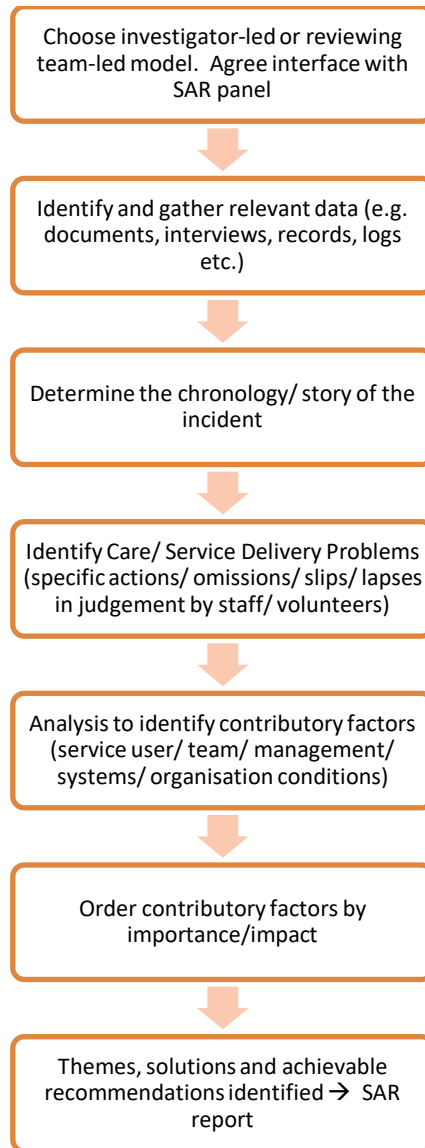 Choose investigator-led or reviewing
team-led model.  Agree interface with
SAR panel
Identify and gather relevant data (e.g.
documents, interviews, records, logs
etc.)
Determine the chronology/ story of the
incident
Identify Care/ Service Delivery Problems
(specific actions/ omissions/ slips/ lapses
in judgement by staff/ volunteers)
Analysis to identify contributory factors
(service user/ team/ management/
systems/ organisation conditions)
Order contributory factors by
importance/impact
Themes, solutions and achievable
recommendations identified → SAR
report